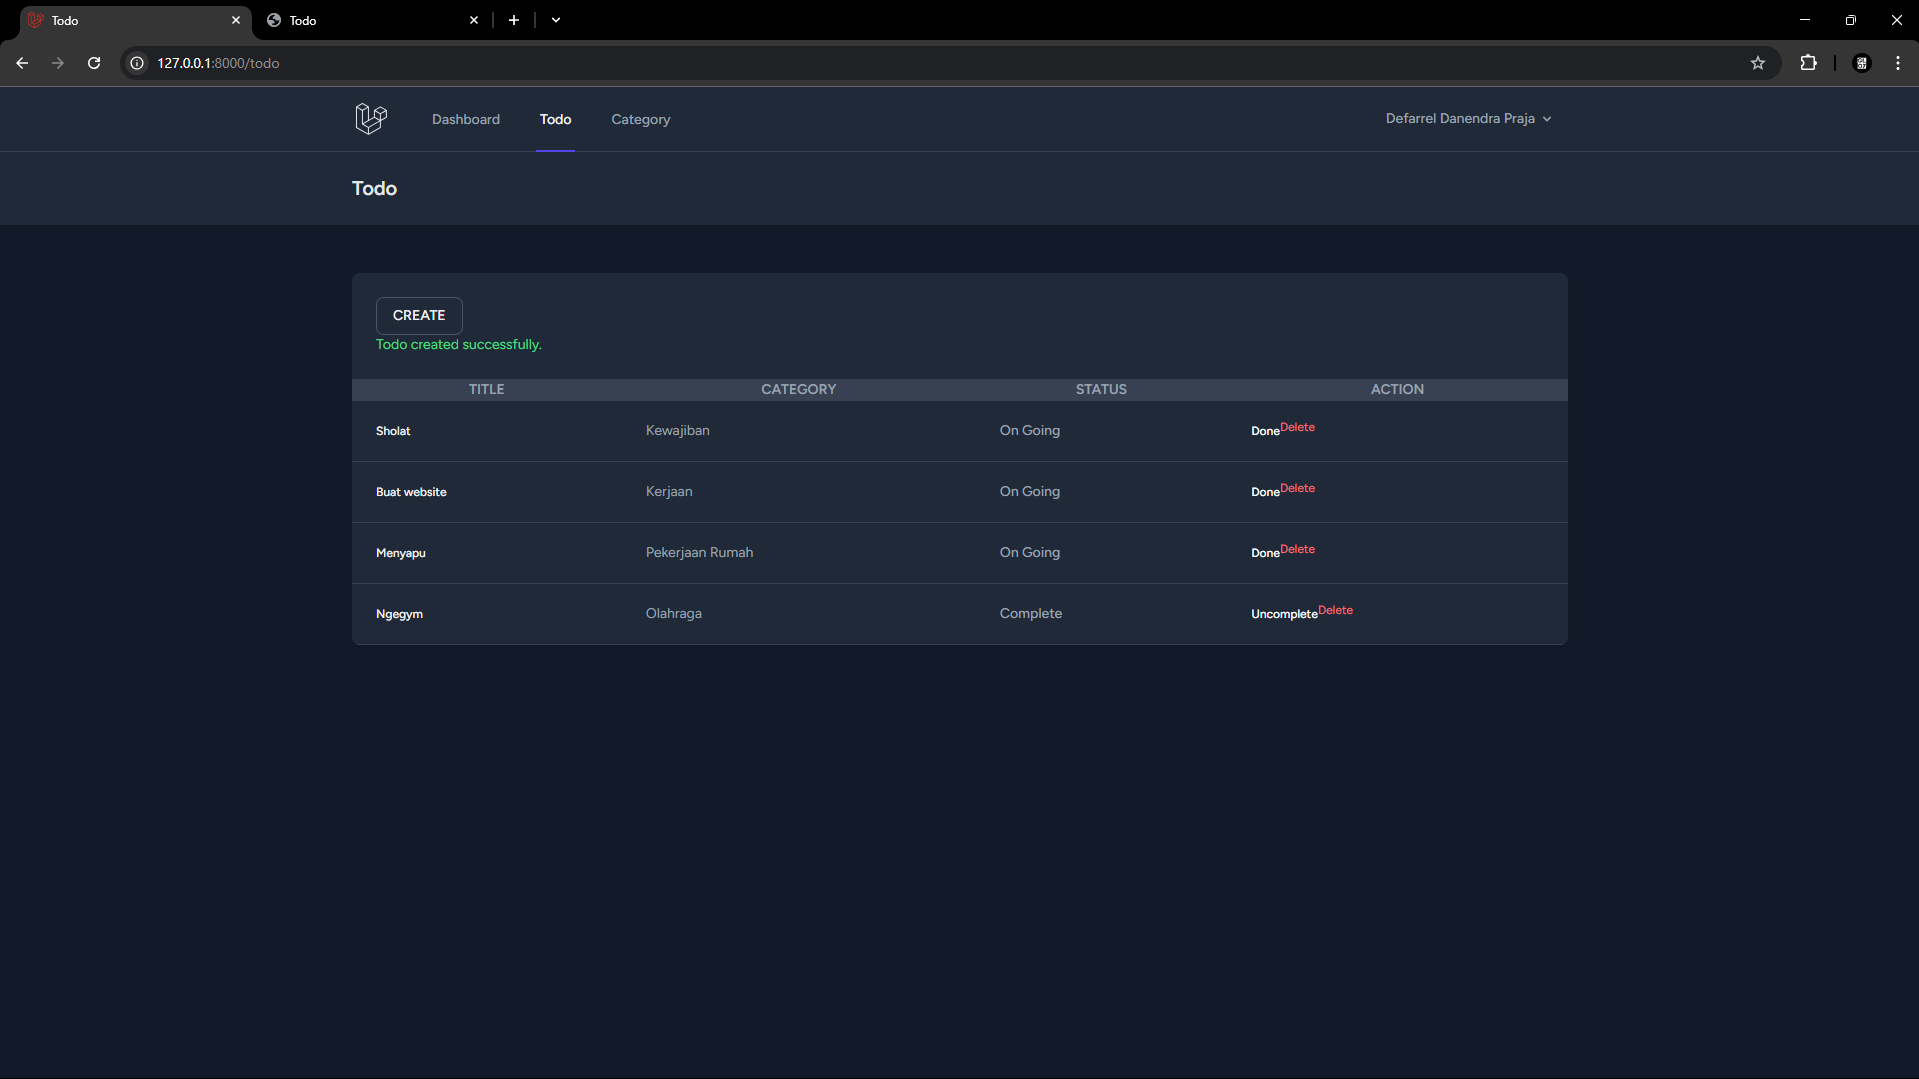 Todo
Todo
127.0.0.1:8000/todo
Dashboard Todo Category Defarrel Danendra Praja
Todo
CREATE
Todo created successfully.
TITLE CATEGORY STATUS ACTION
Sholat Kewajiban On Going Done Delete
Buat website Kerjaan On Going Done Delete
Menyapu Pekerjaan Rumah On Going Done Delete
Ngegym Olahraga Complete Uncomplete Delete